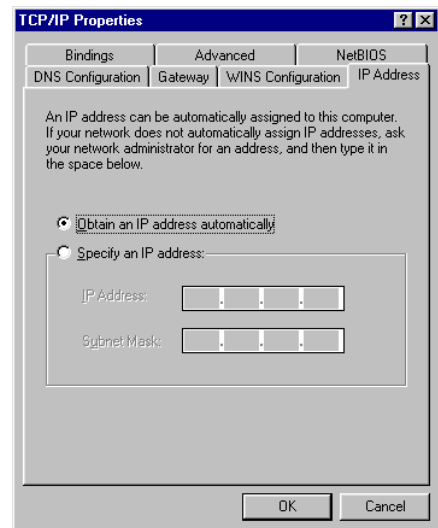 TCP/IP Properties
Bindings Advanced NetBIOS
DNS Configuration Gateway WINS Configuration IP Address
An IP address can be automatically assigned to this computer.
If your network does not automatically assign IP addresses, ask
your network administrator for an address, and then type it in
the space below.
Obtain an IP address automatically
Specify an IP address:
IP Address:
. . .
Subnet Mask:
. . .
OK Cancel